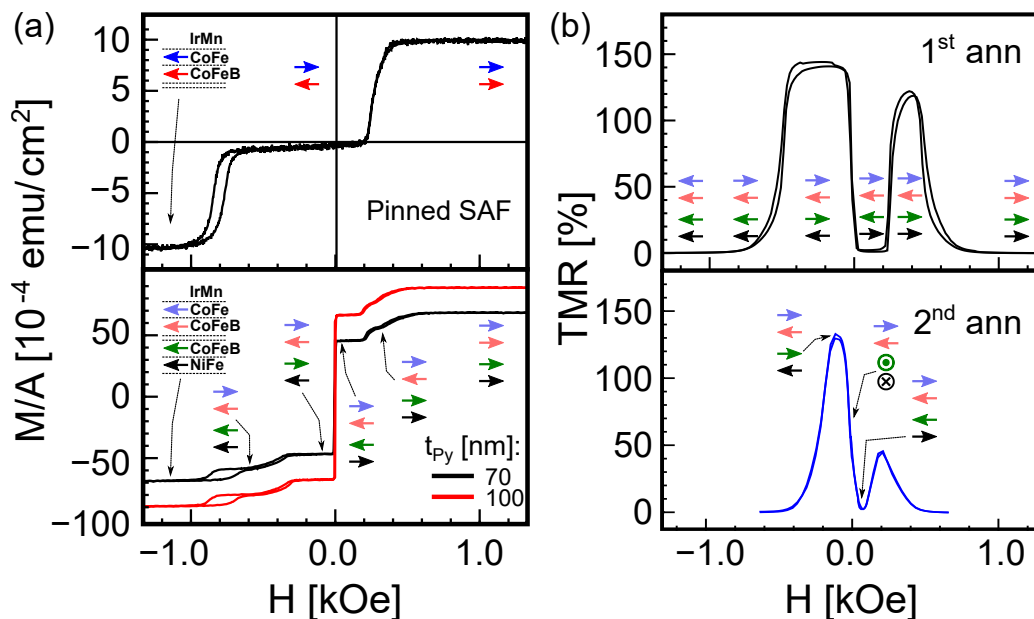 (a)
M/A [10⁻⁴ emu/cm²]
10
5
0
−5
−10
IrMn
CoFe
CoFeB
Pinned SAF
50
0
−50
−100
IrMn
CoFe
CoFeB
CoFeB
NiFe
t_Py [nm]:
70
100
−1.0
0.0
1.0
H [kOe]
(b)
TMR [%]
150
100
50
0
1ˢᵗ ann
150
100
50
0
2ⁿᵈ ann
−1.0
0.0
1.0
H [kOe]